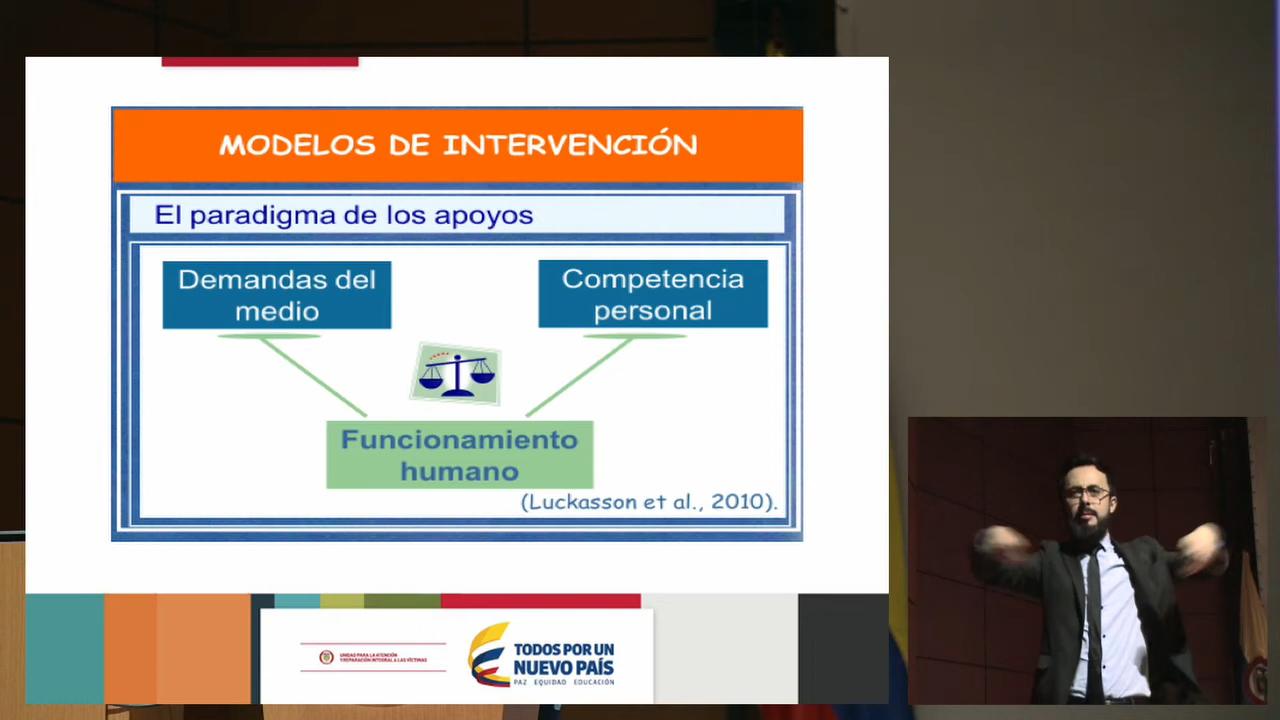 MODELOS DE INTERVENCIÓN
El paradigma de los apoyos
Demandas del
medio
Competencia
personal
Funcionamiento
humano
(Luckasson et al., 2010).
UNIDAD PARA LA ATENCIÓN
Y REPARACIÓN INTEGRAL A LAS VÍCTIMAS
TODOS POR UN
NUEVO PAÍS
PAZ EQUIDAD EDUCACIÓN